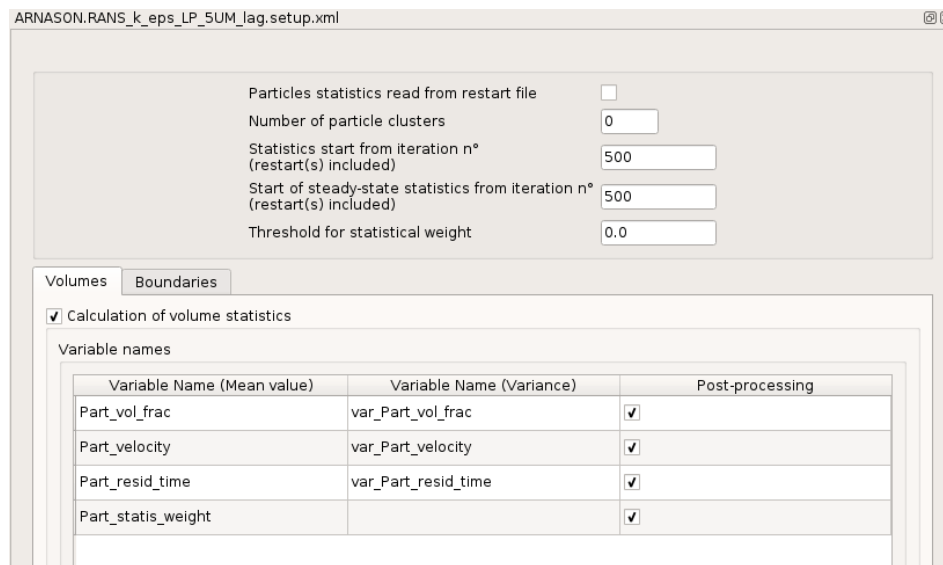 ARNASON.RANS_k_eps_LP_5UM_lag.setup.xml
Particles statistics read from restart file
Number of particle clusters 0
Statistics start from iteration n°
(restart(s) included) 500
Start of steady-state statistics from iteration n°
(restart(s) included) 500
Threshold for statistical weight 0.0
Volumes Boundaries
Calculation of volume statistics
Variable names
Variable Name (Mean value) Variable Name (Variance) Post-processing
Part_vol_frac var_Part_vol_frac
Part_velocity var_Part_velocity
Part_resid_time var_Part_resid_time
Part_statis_weight